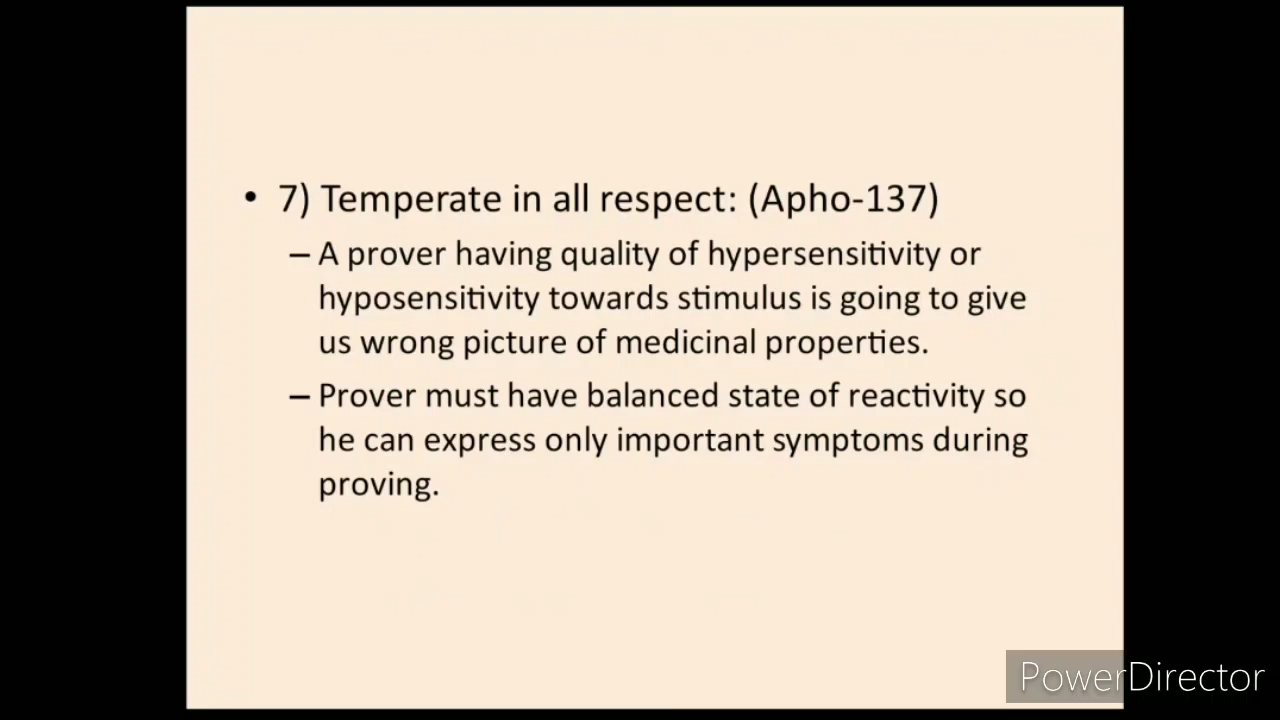 • 7) Temperate in all respect: (Apho-137)
– A prover having quality of hypersensitivity or
hyposensitivity towards stimulus is going to give
us wrong picture of medicinal properties.
– Prover must have balanced state of reactivity so
he can express only important symptoms during
proving.
PowerDirector